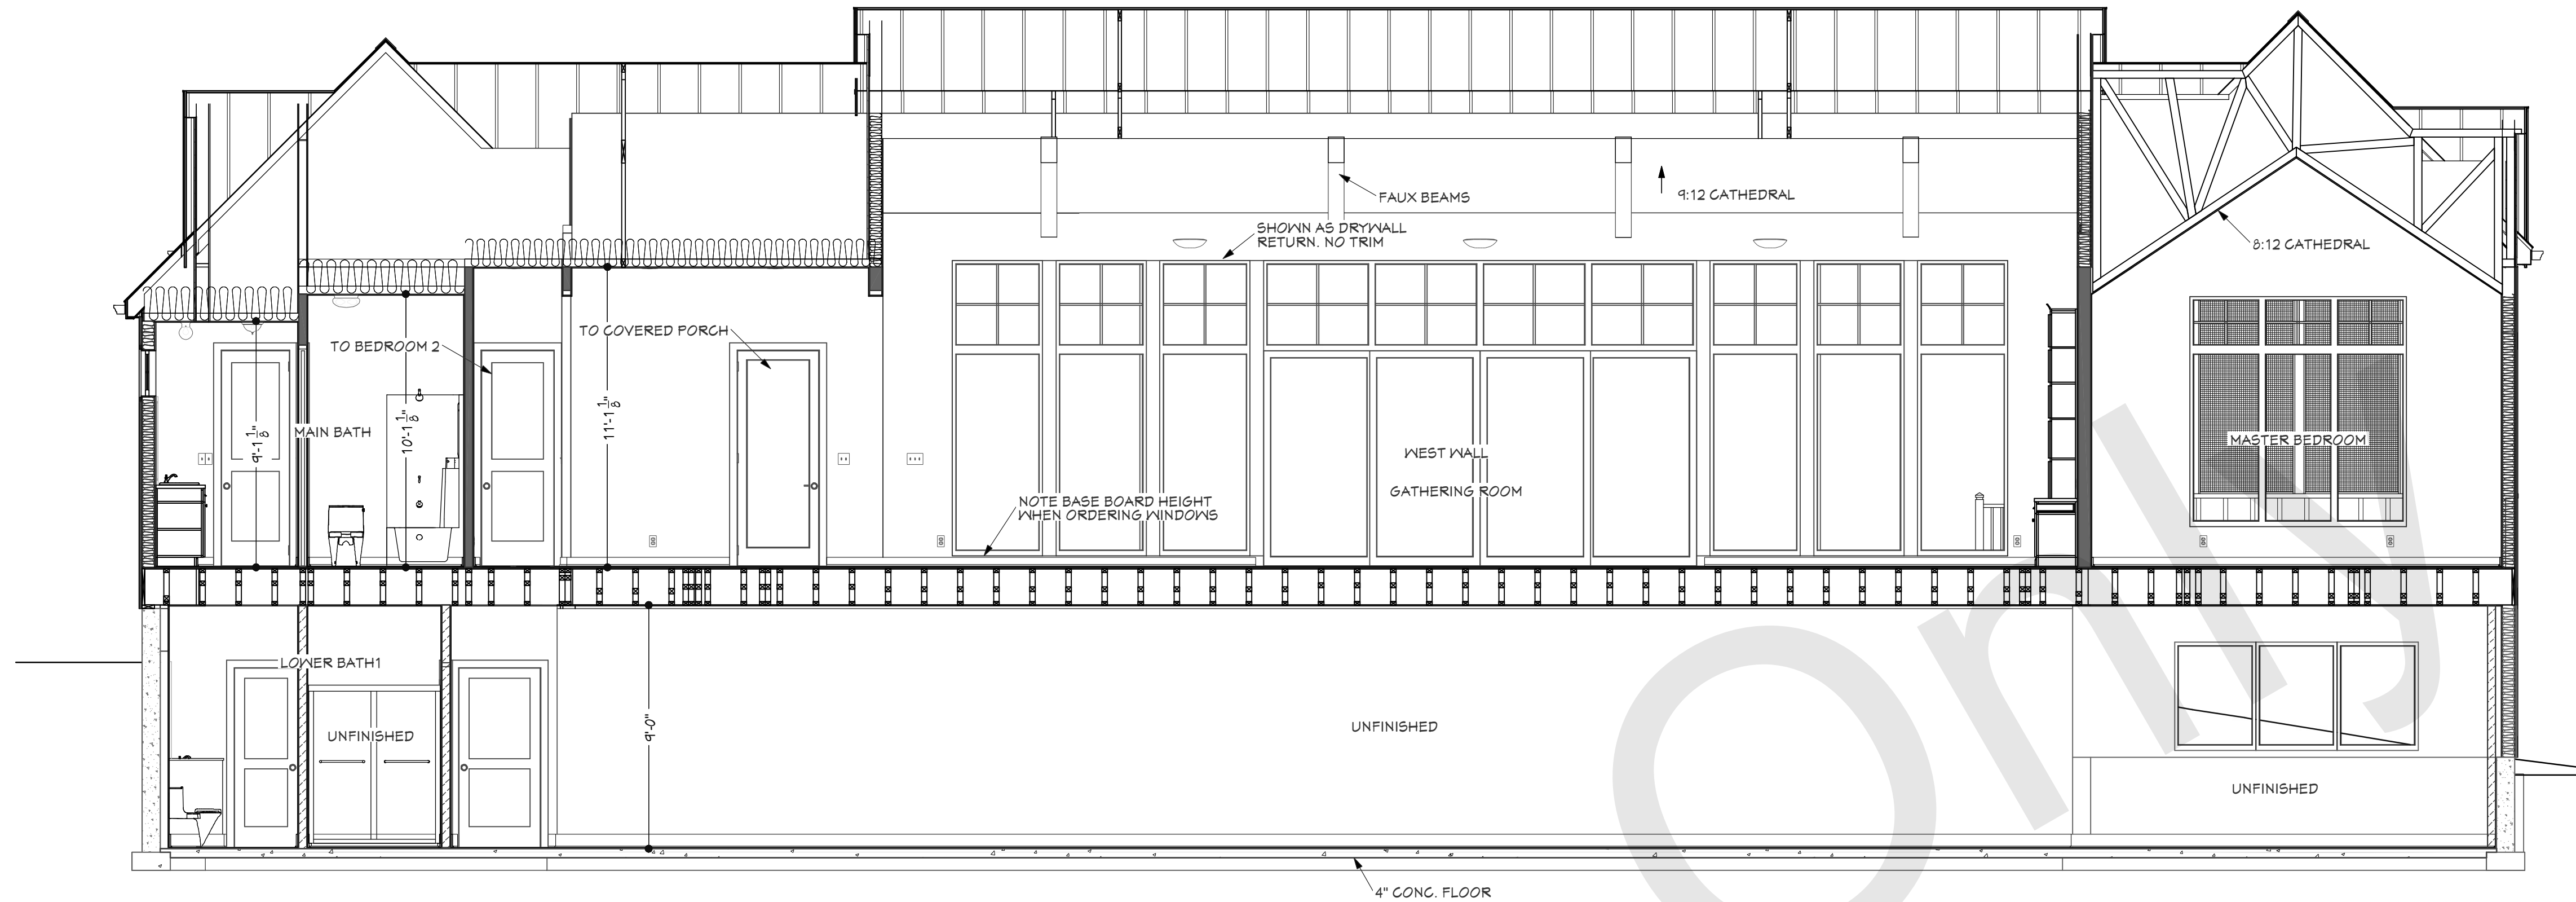 FAUX BEAMS
9:12 CATHEDRAL
SHOWN AS DRYWALL
RETURN. NO TRIM
8:12 CATHEDRAL
TO COVERED PORCH
TO BEDROOM 2
MAIN BATH
9'-1 1/8"
10'-1 1/8"
11'-1 1/8"
WEST WALL
GATHERING ROOM
MASTER BEDROOM
NOTE BASE BOARD HEIGHT
WHEN ORDERING WINDOWS
LOWER BATH1
UNFINISHED
9'-0"
UNFINISHED
UNFINISHED
4" CONC. FLOOR
Only